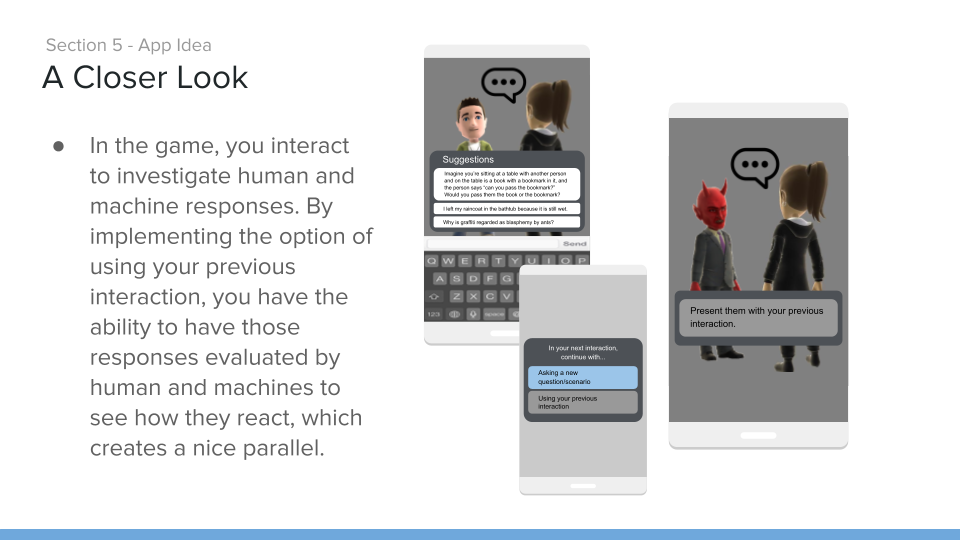 Section 5 - App Idea
A Closer Look
● In the game, you interact
to investigate human and
machine responses. By
implementing the option of
using your previous
interaction, you have the
ability to have those
responses evaluated by
human and machines to
see how they react, which
creates a nice parallel.
Suggestions
Imagine you're sitting at a table with another person
and on the table is a book with a bookmark in it, and
the person says "can you pass the bookmark?"
Would you pass them the book or the bookmark?
I left my raincoat in the bathtub because it is still wet.
Why is graffiti regarded as blasphemy by ants?
Send
Q W E R T Y U I O P
A S D F G
Z X C V
123 space
In your next interaction,
continue with...
Asking a new
question/scenario
Using your previous
interaction
Present them with your previous
interaction.